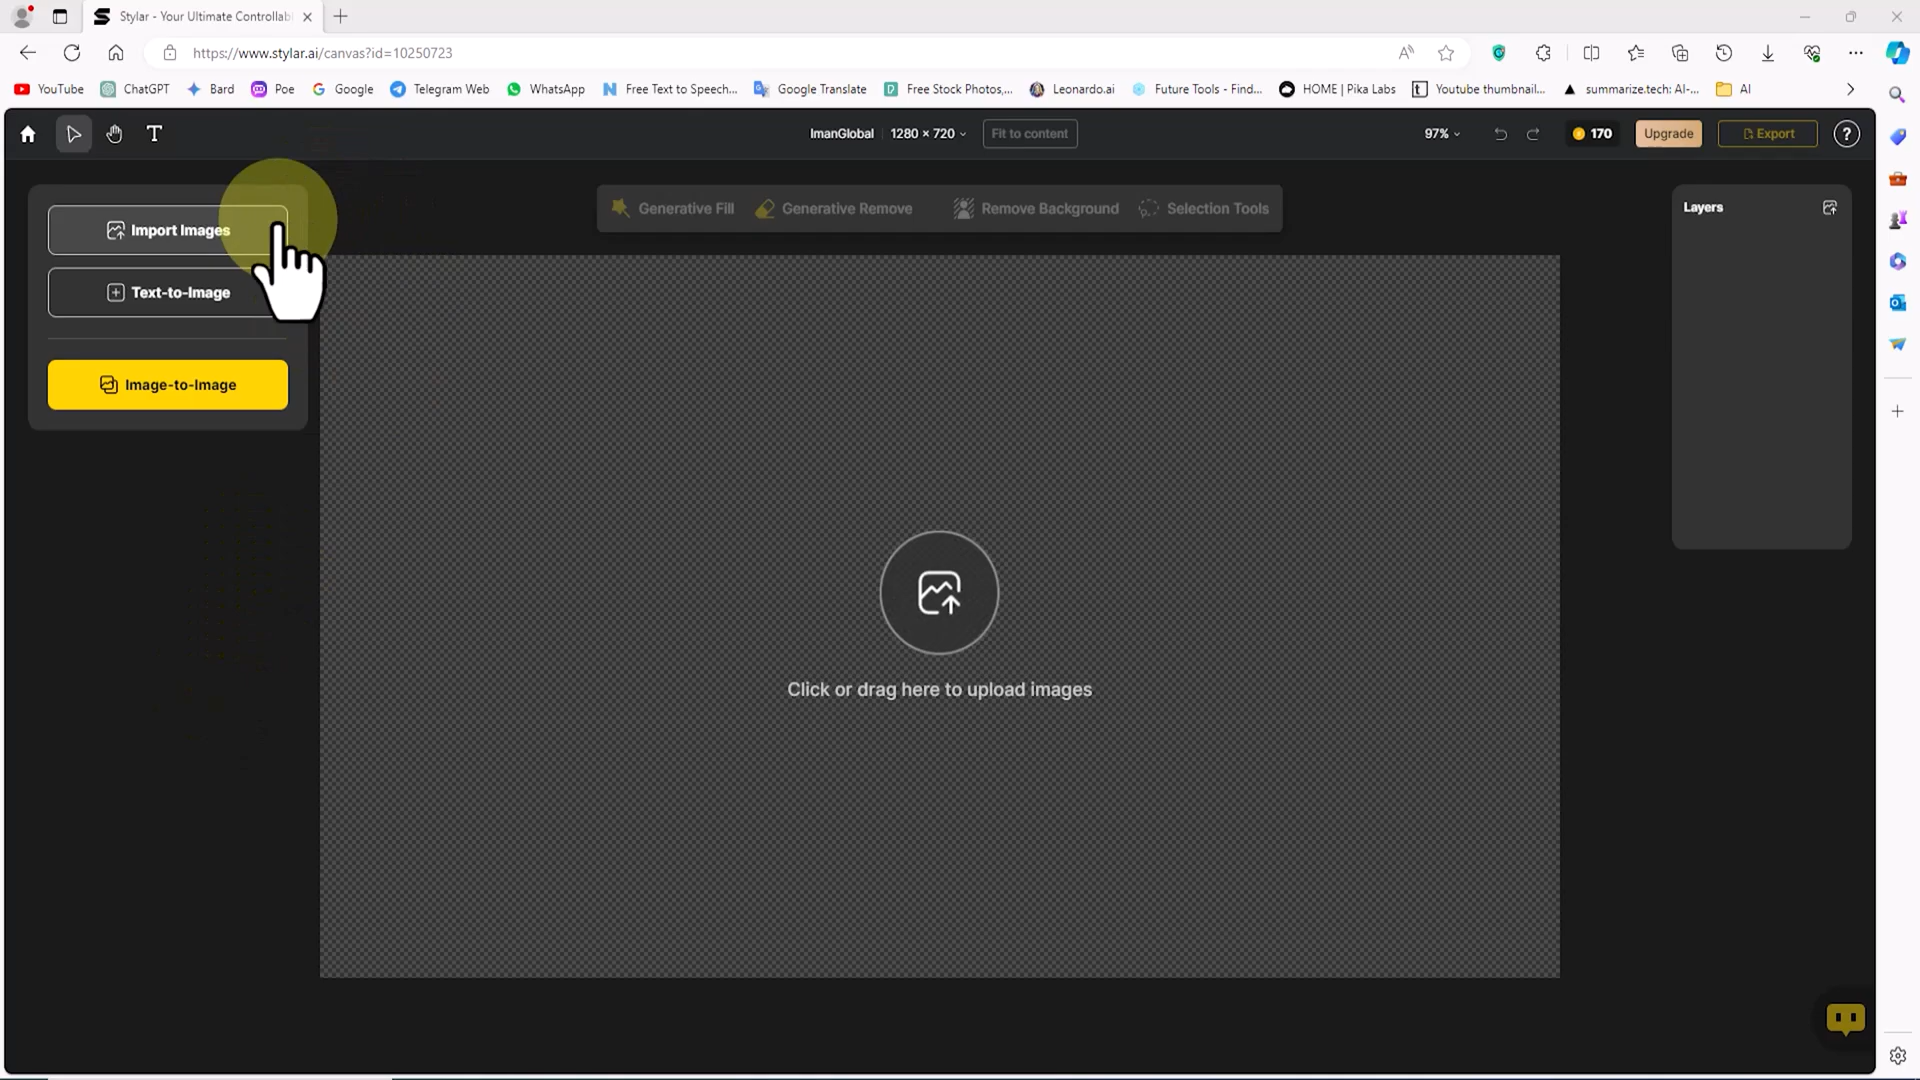 Stylar - Your Ultimate Controllabl
https://www.stylar.ai/canvas?id=10250723
YouTube ChatGPT Bard Poe Google Telegram Web WhatsApp Free Text to Speech... Google Translate Free Stock Photos,... Leonardo.ai Future Tools - Find... HOME | Pika Labs Youtube thumbnail... summarize.tech: AI-... AI
T ImanGlobal 1280 × 720 Fit to content 97% 170 Upgrade Export ?
Generative Fill Generative Remove Remove Background Selection Tools
Layers
Import Images
Text-to-Image
Image-to-Image
Click or drag here to upload images